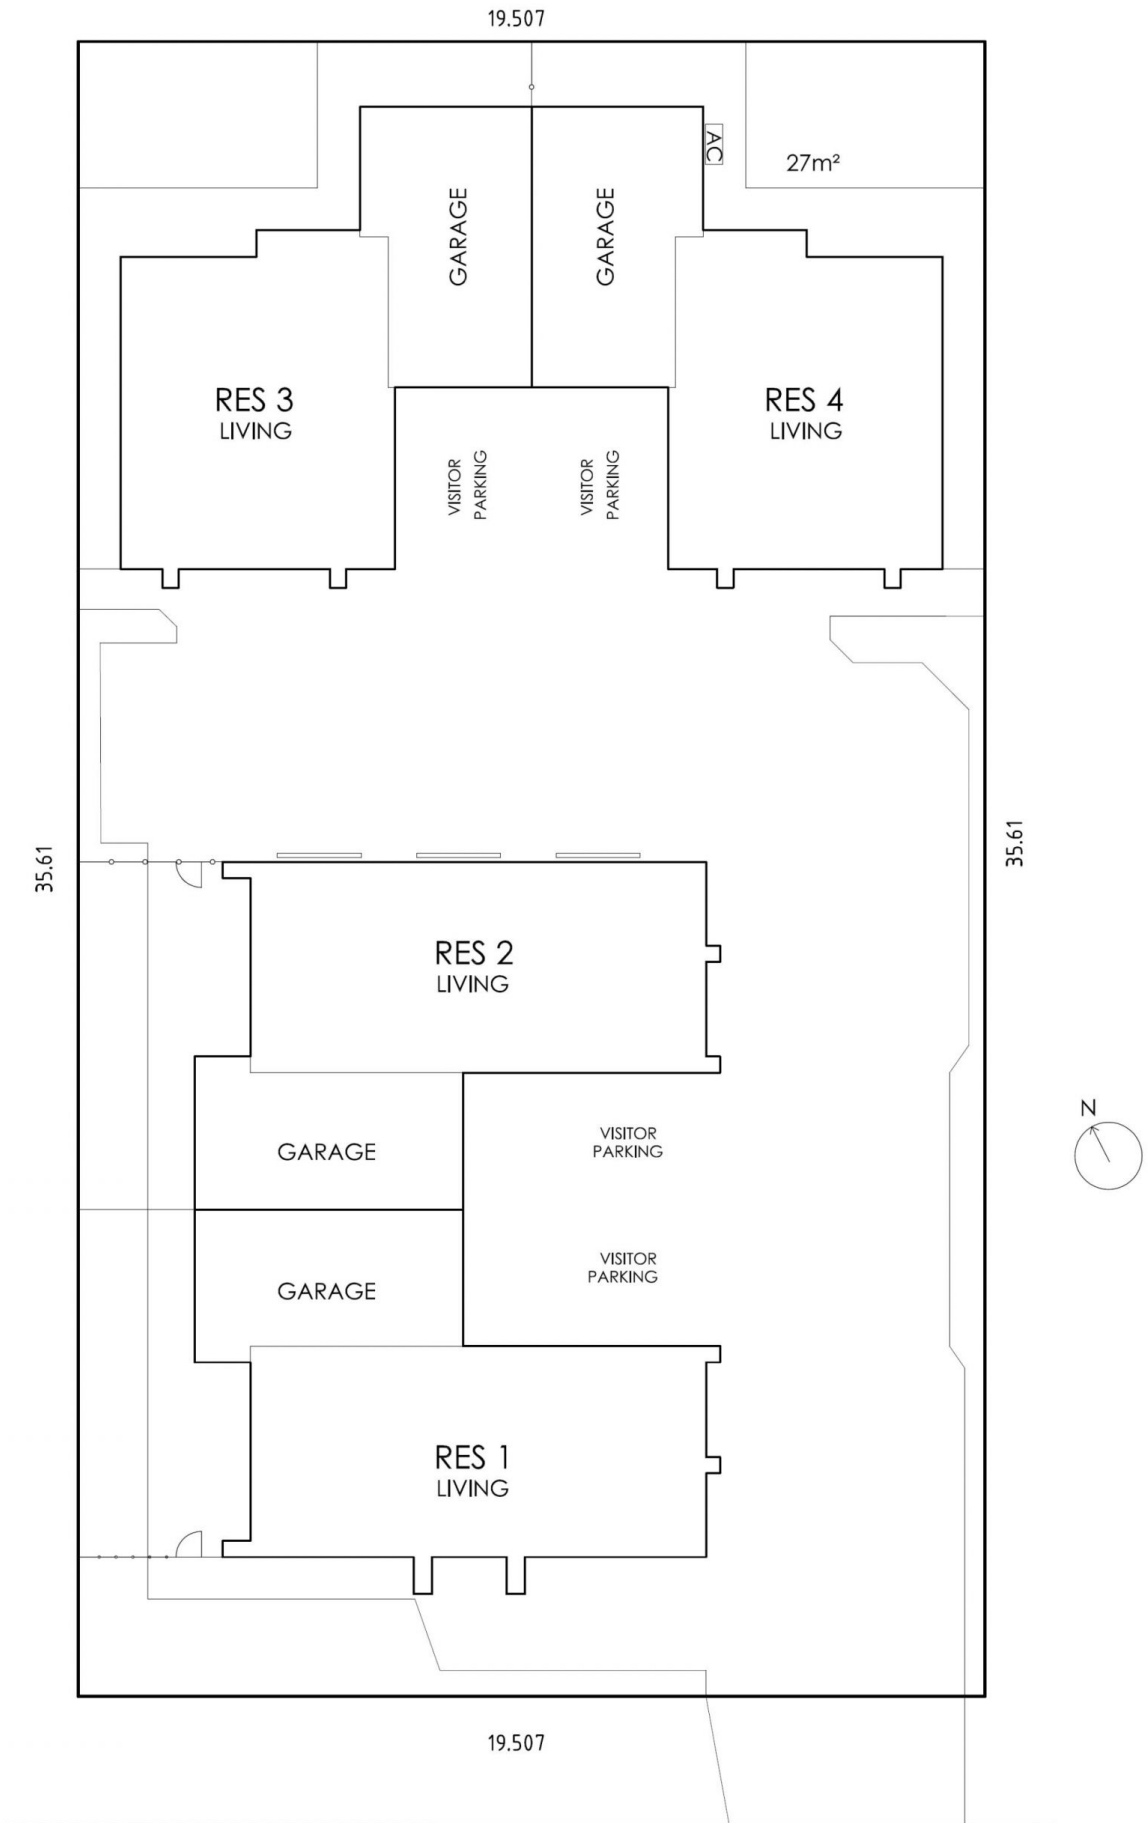 19.507
GARAGE
GARAGE
AC
27m²
RES 3
LIVING
RES 4
LIVING
VISITOR
PARKING
VISITOR
PARKING
35.61
35.61
RES 2
LIVING
N
GARAGE
VISITOR
PARKING
GARAGE
VISITOR
PARKING
RES 1
LIVING
19.507